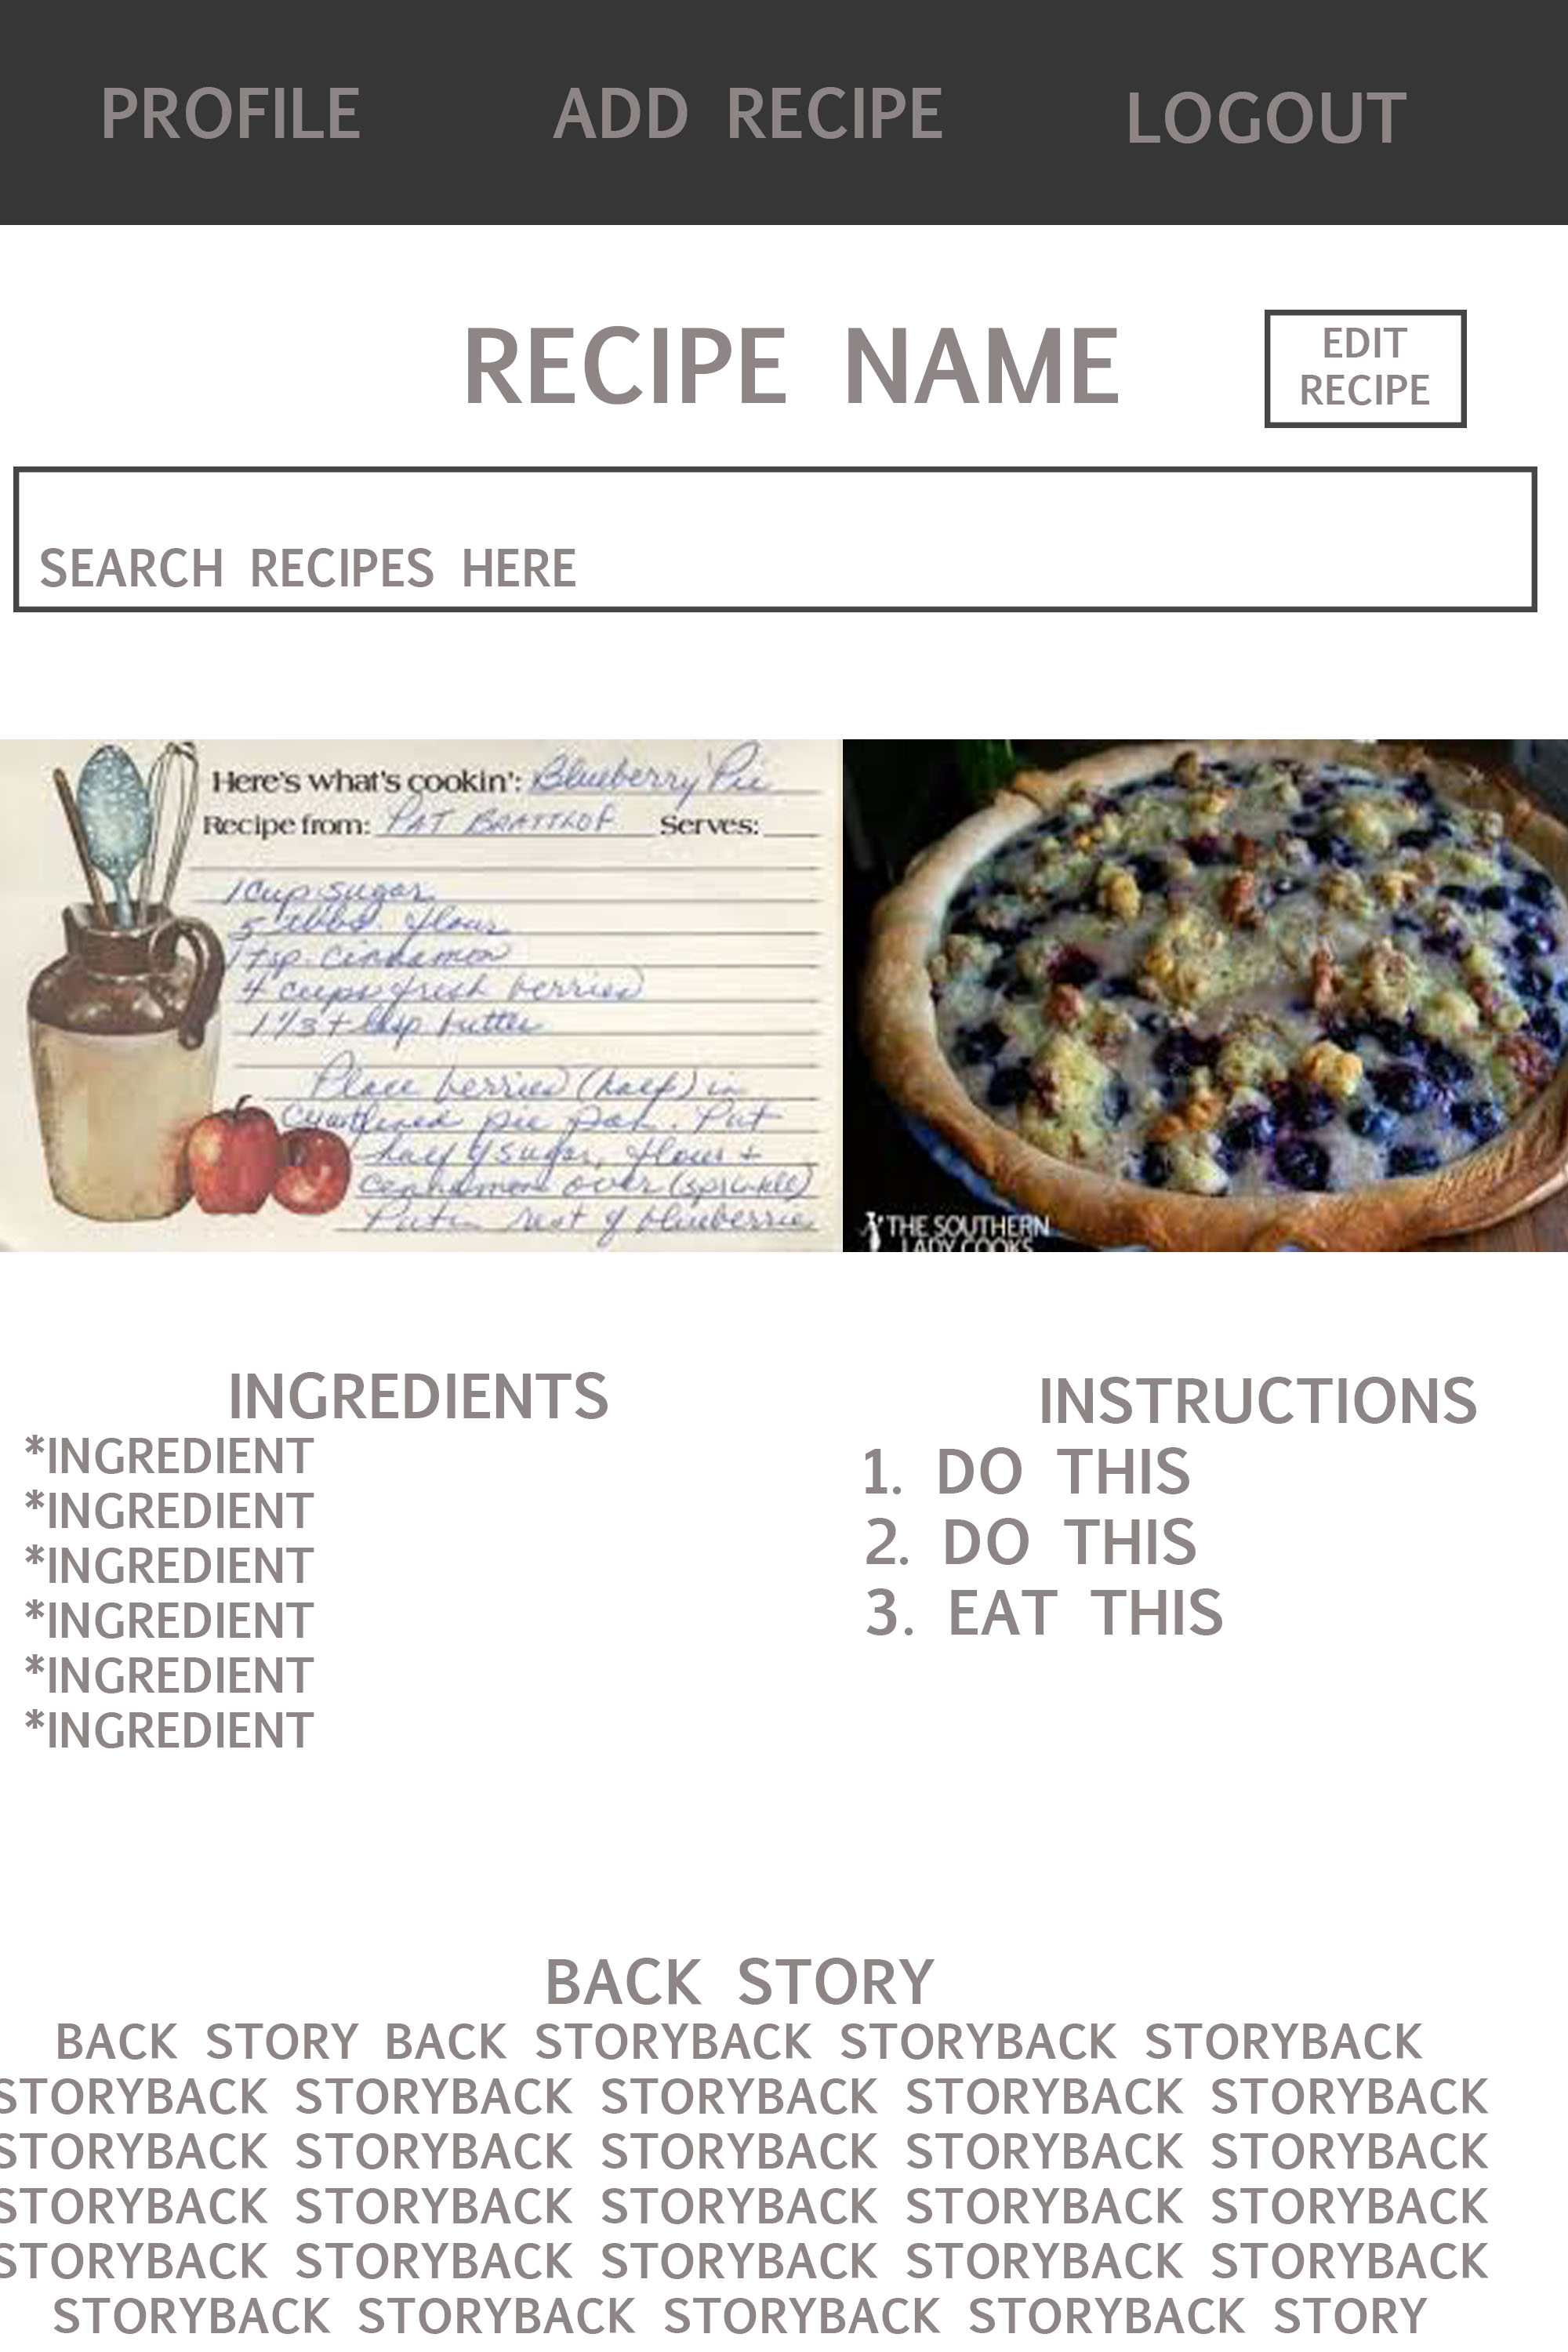 PROFILE ADD RECIPE LOGOUT
RECIPE NAME
EDIT
RECIPE
SEARCH RECIPES HERE
Here's what's cookin': Blueberry Pie
Recipe from: PAT Serves:
1 Cup sugar
5 tbbs. flour
1 tsp. Cinnamon
4 cups fresh berries
1 1/3 butter
Place berries (half) in
pie pan. Put
half of sugar, flour +
cinnamon over (sprinkle)
Put in rest of blueberries
THE SOUTHERN
LADY COOKS
INGREDIENTS
*INGREDIENT
*INGREDIENT
*INGREDIENT
*INGREDIENT
*INGREDIENT
*INGREDIENT
INSTRUCTIONS
1. DO THIS
2. DO THIS
3. EAT THIS
BACK STORY
BACK STORY BACK STORYBACK STORYBACK STORYBACK
STORYBACK STORYBACK STORYBACK STORYBACK STORYBACK
STORYBACK STORYBACK STORYBACK STORYBACK STORYBACK
STORYBACK STORYBACK STORYBACK STORYBACK STORYBACK
STORYBACK STORYBACK STORYBACK STORYBACK STORYBACK
STORYBACK STORYBACK STORYBACK STORYBACK STORY